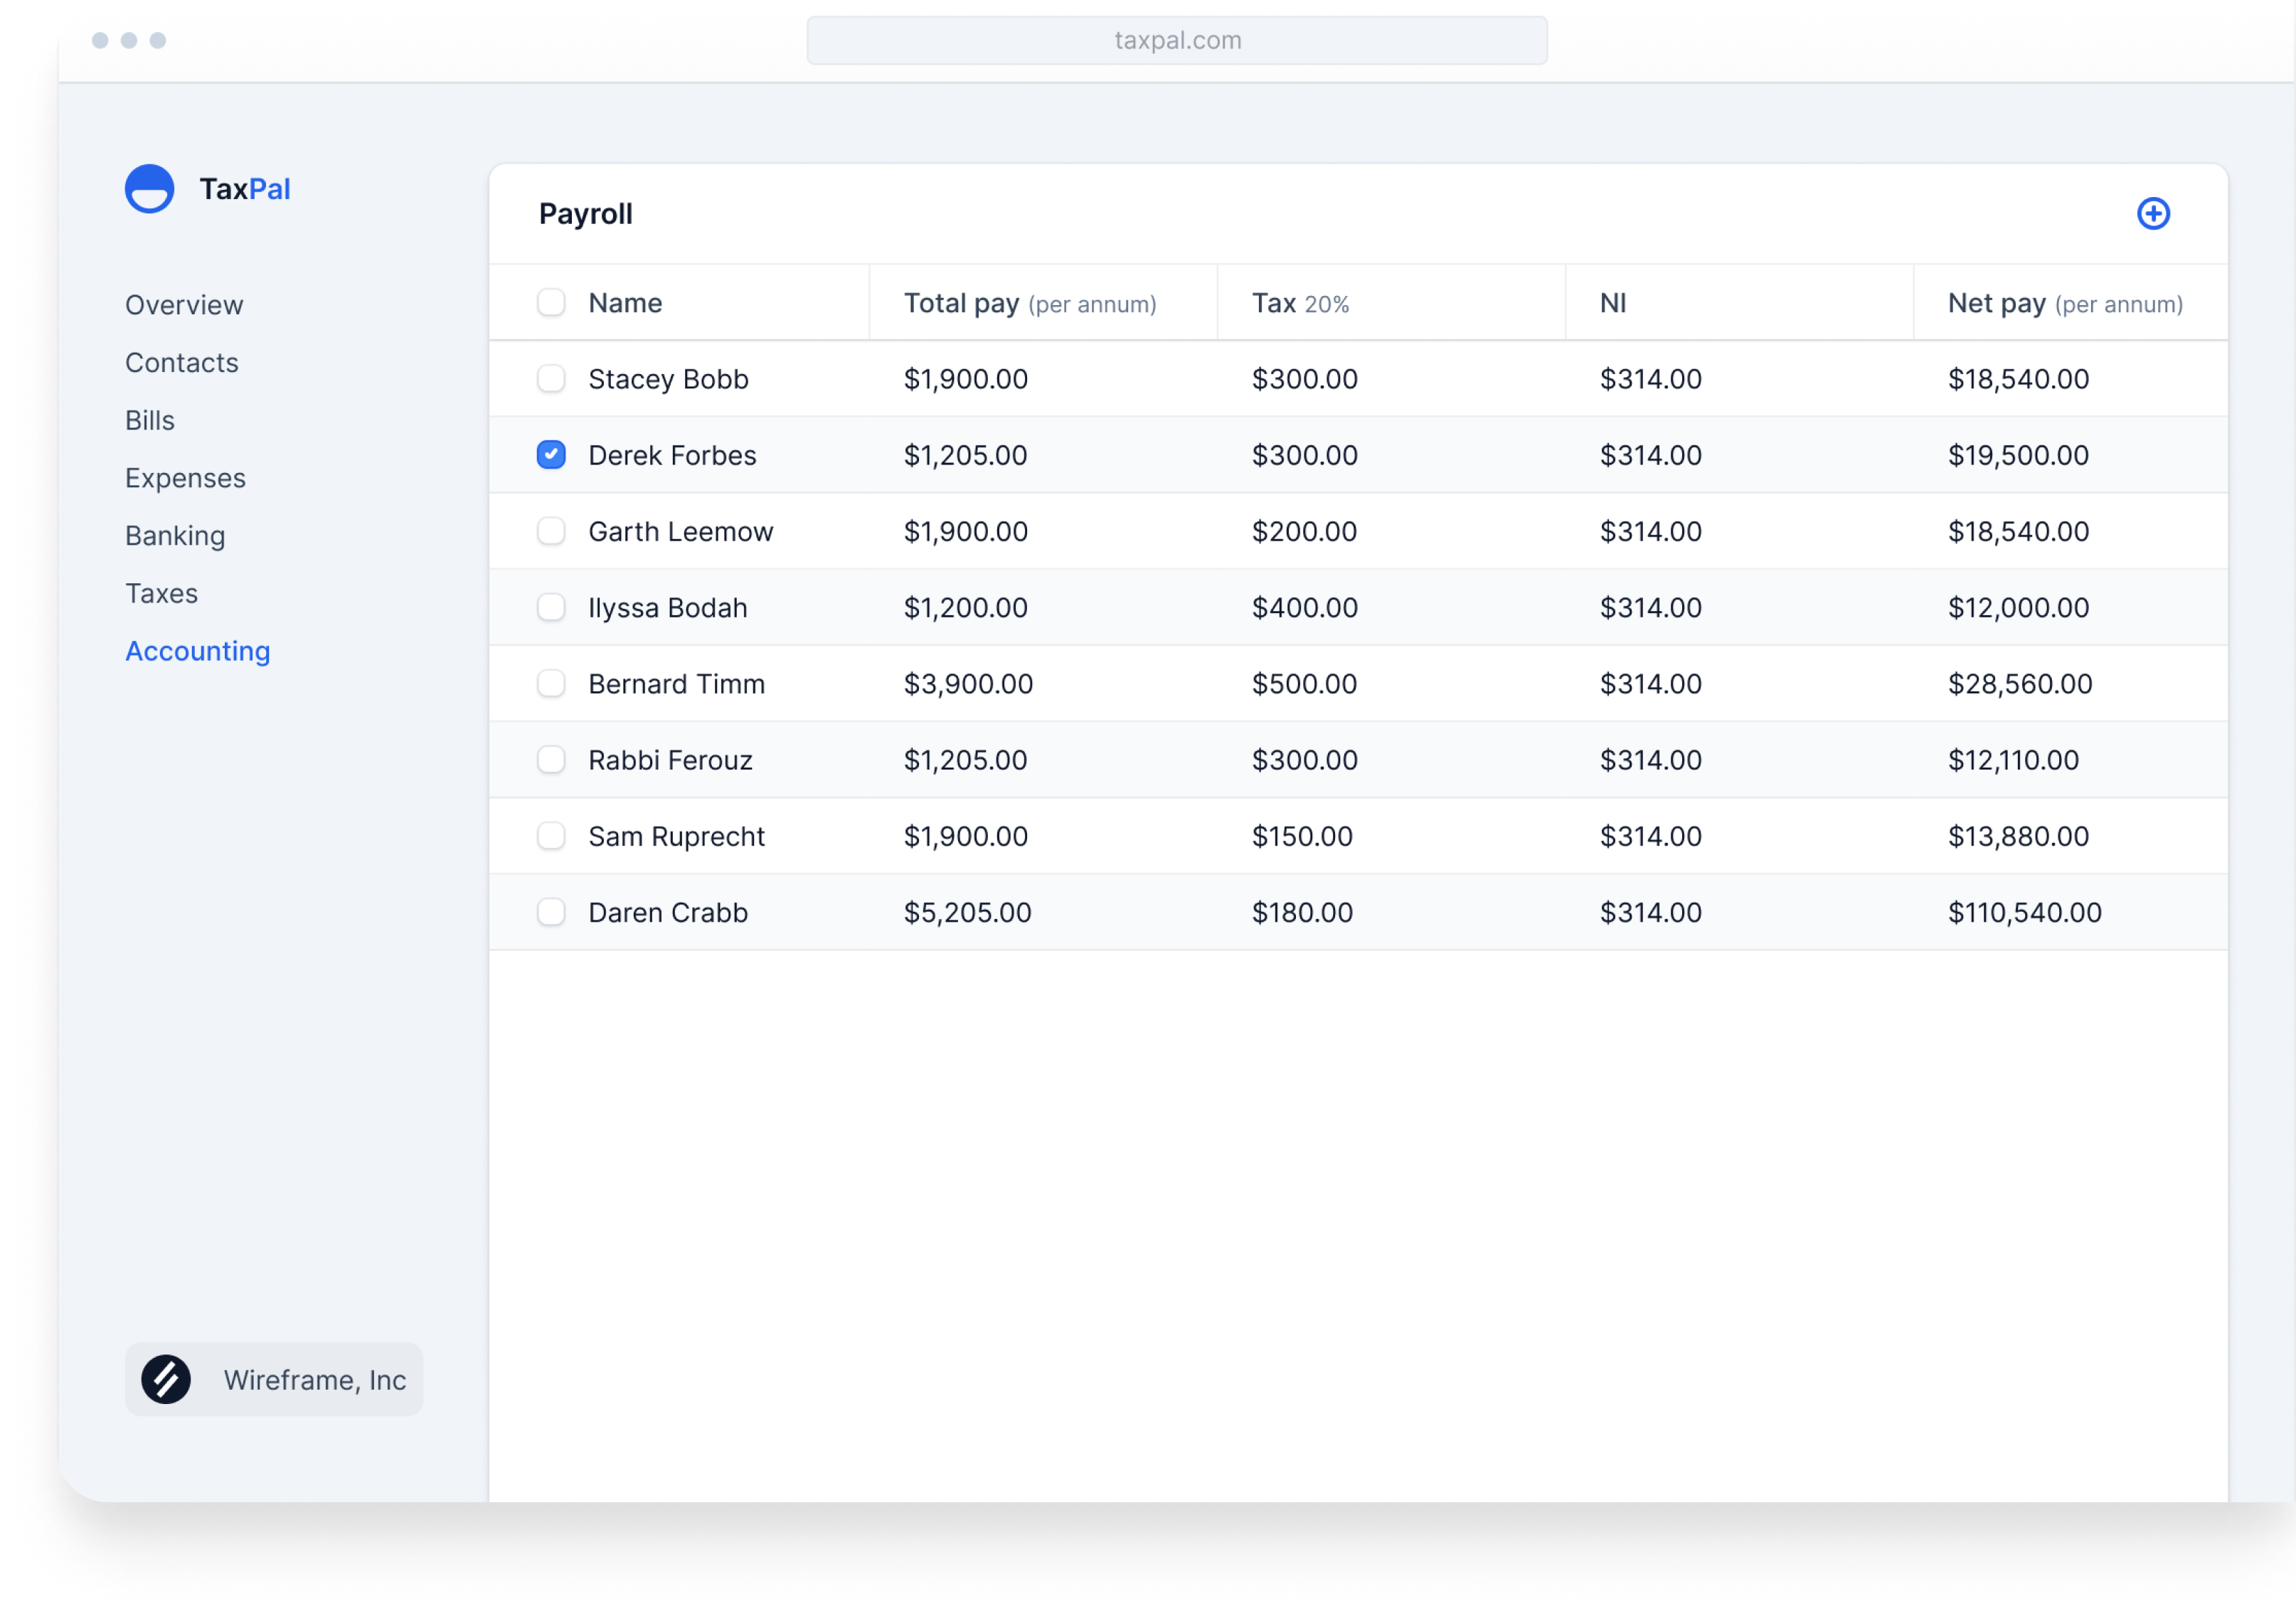 taxpal.com
TaxPal
Overview
Contacts
Bills
Expenses
Banking
Taxes
Accounting
Wireframe, Inc
Payroll
Name Total pay (per annum) Tax 20% NI Net pay (per annum)
Stacey Bobb $1,900.00 $300.00 $314.00 $18,540.00
Derek Forbes $1,205.00 $300.00 $314.00 $19,500.00
Garth Leemow $1,900.00 $200.00 $314.00 $18,540.00
Ilyssa Bodah $1,200.00 $400.00 $314.00 $12,000.00
Bernard Timm $3,900.00 $500.00 $314.00 $28,560.00
Rabbi Ferouz $1,205.00 $300.00 $314.00 $12,110.00
Sam Ruprecht $1,900.00 $150.00 $314.00 $13,880.00
Daren Crabb $5,205.00 $180.00 $314.00 $110,540.00